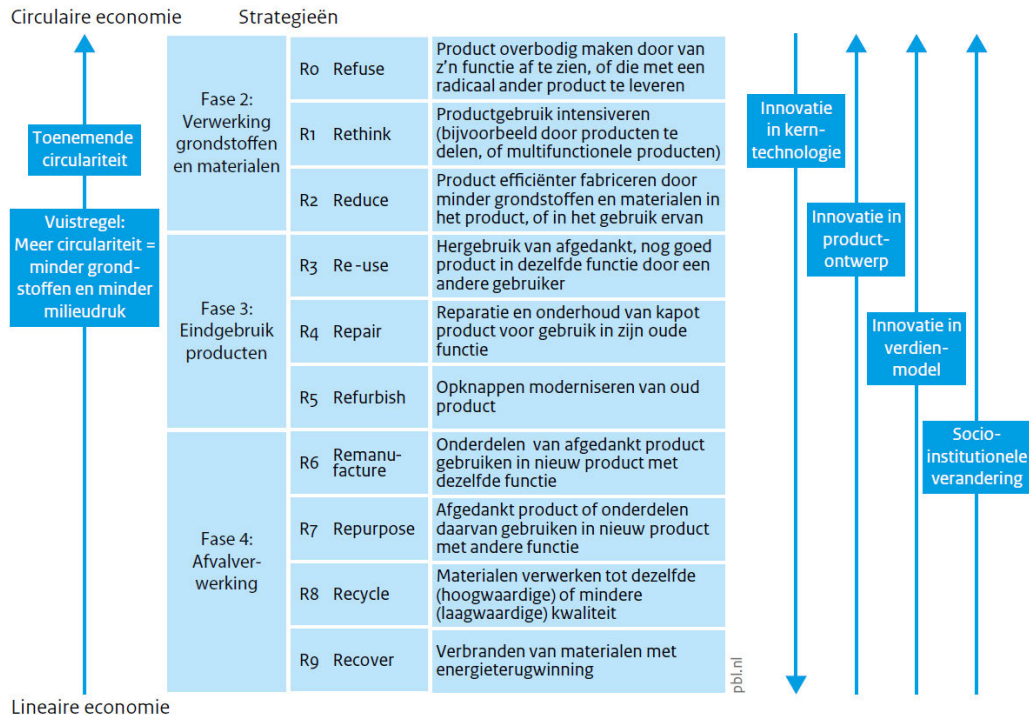 Circulaire economie
Strategieën
Toenemende
circulariteit
Vuistregel:
Meer circulariteit =
minder grond-
stoffen en minder
milieudruk
Lineaire economie
Fase 2:
Verwerking
grondstoffen
en materialen
R0 Refuse
Product overbodig maken door van
z’n functie af te zien, of die met een
radicaal ander product te leveren
R1 Rethink
Productgebruik intensiveren
(bijvoorbeeld door producten te
delen, of multifunctionele producten)
R2 Reduce
Product efficiënter fabriceren door
minder grondstoffen en materialen in
het product, of in het gebruik ervan
Fase 3:
Eindgebruik
producten
R3 Re-use
Hergebruik van afgedankt, nog goed
product in dezelfde functie door een
andere gebruiker
R4 Repair
Reparatie en onderhoud van kapot
product voor gebruik in zijn oude
functie
R5 Refurbish
Opknappen moderniseren van oud
product
Fase 4:
Afvalver-
werking
R6 Remanu-
facture
Onderdelen van afgedankt product
gebruiken in nieuw product met
dezelfde functie
R7 Repurpose
Afgedankt product of onderdelen
daarvan gebruiken in nieuw product
met andere functie
R8 Recycle
Materialen verwerken tot dezelfde
(hoogwaardige) of mindere
(laagwaardige) kwaliteit
R9 Recover
Verbranden van materialen met
energieterugwinning
pbl.nl
Innovatie
in kern-
technologie
Innovatie in
product-
ontwerp
Innovatie in
verdien-
model
Socio-
institutionele
verandering